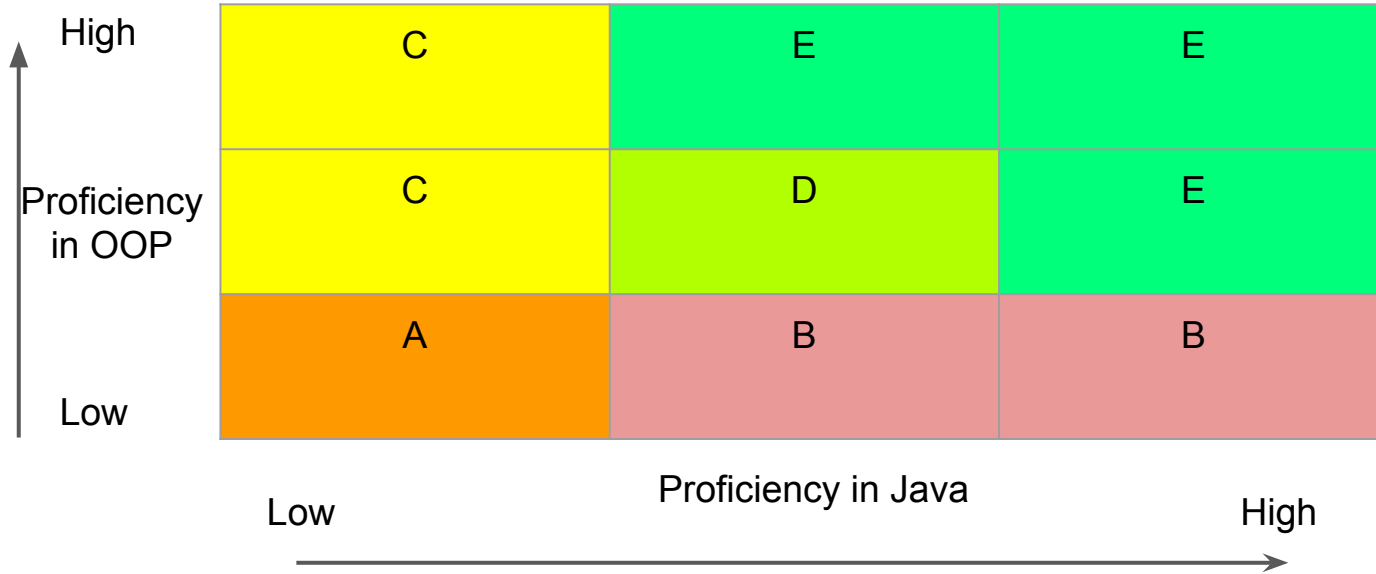 High
C
E
E
Proficiency
in OOP
C
D
E
Low
A
B
B
Proficiency in Java
Low
High